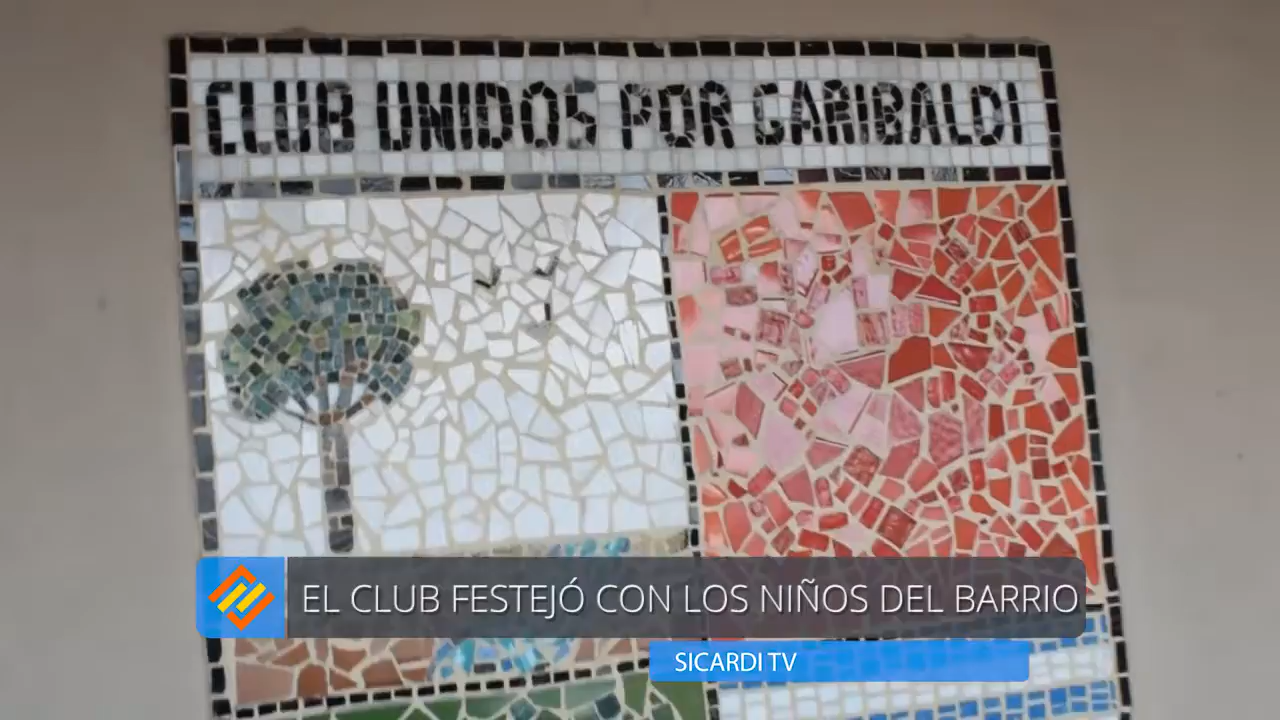 CLUB UNIDOS POR GARIBALDI
EL CLUB FESTEJÓ CON LOS NIÑOS DEL BARRIO
SICARDI TV